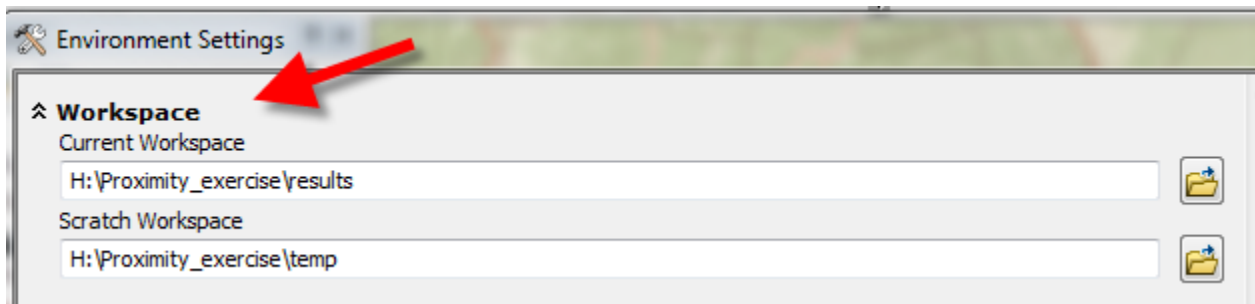 Environment Settings
Workspace
Current Workspace
H:\Proximity_exercise\results
Scratch Workspace
H:\Proximity_exercise\temp